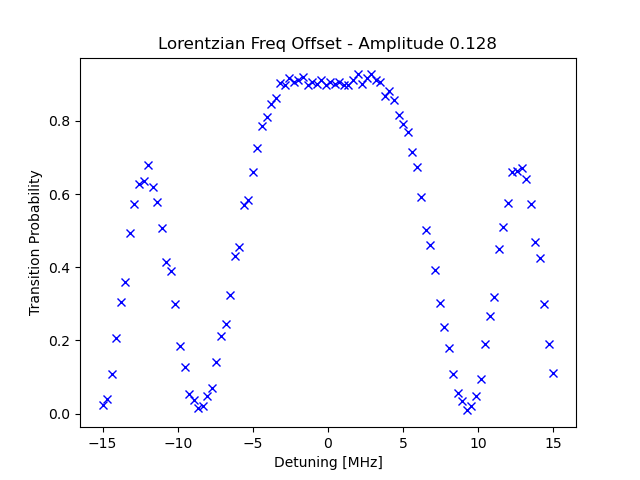 Lorentzian Freq Offset - Amplitude 0.128
Transition Probability
0.8
0.6
0.4
0.2
0.0
−15 −10 −5 0 5 10 15
Detuning [MHz]